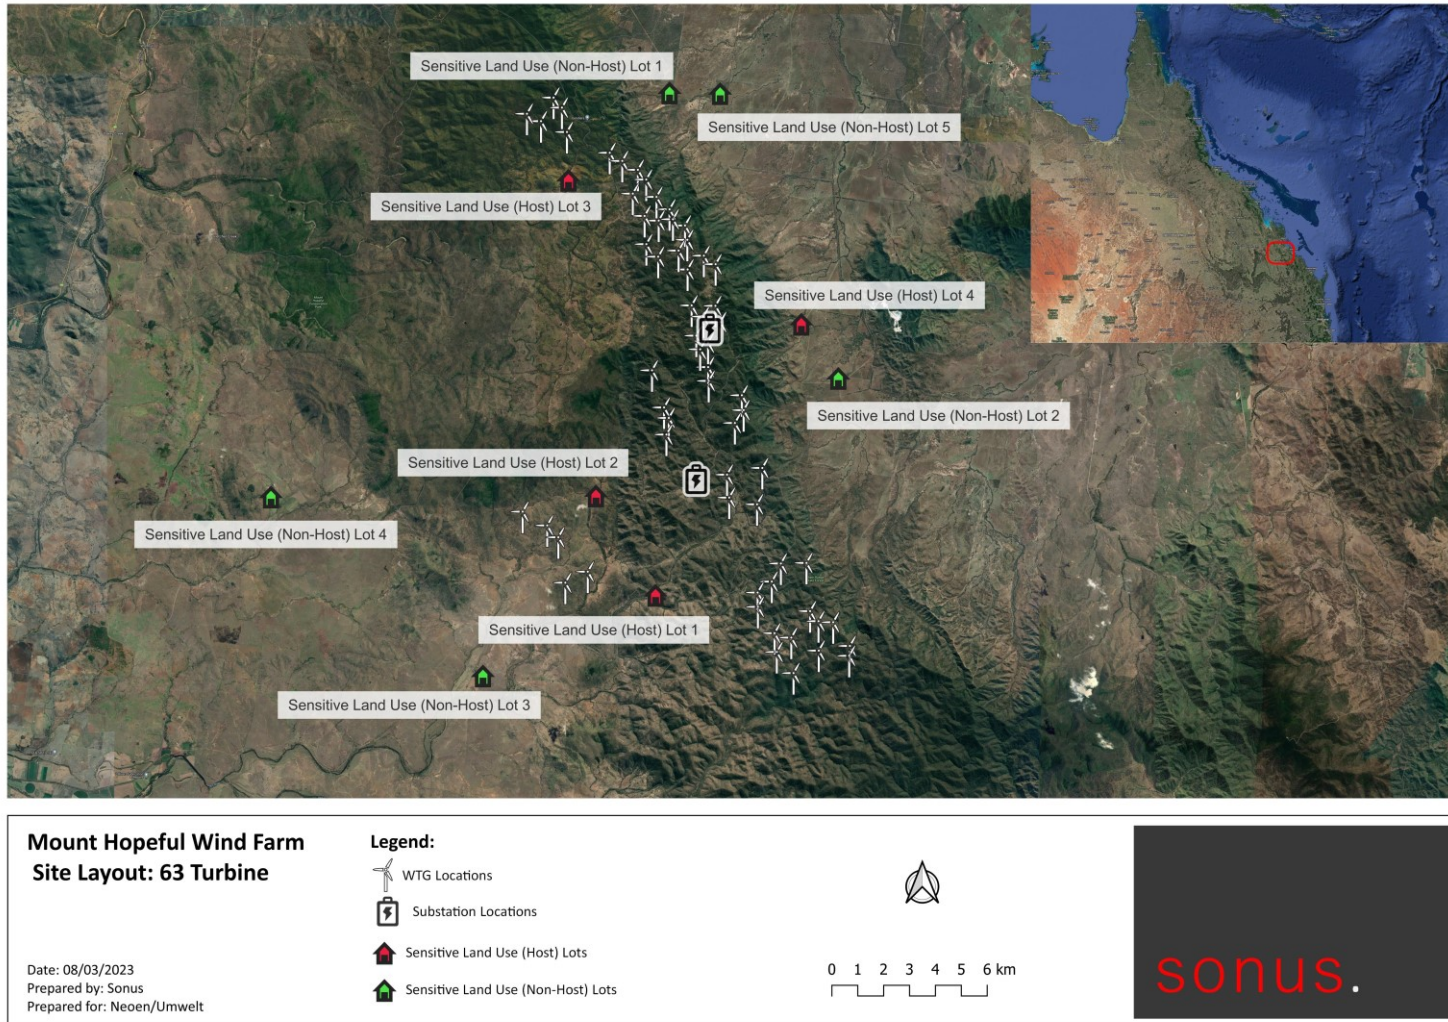 Sensitive Land Use (Non-Host) Lot 1
Sensitive Land Use (Non-Host) Lot 5
Sensitive Land Use (Host) Lot 3
Sensitive Land Use (Host) Lot 4
Sensitive Land Use (Non-Host) Lot 2
Sensitive Land Use (Host) Lot 2
Sensitive Land Use (Non-Host) Lot 4
Sensitive Land Use (Host) Lot 1
Sensitive Land Use (Non-Host) Lot 3
Mount Hopeful Wind Farm
Site Layout: 63 Turbine
Date: 08/03/2023
Prepared by: Sonus
Prepared for: Neoen/Umwelt
Legend:
WTG Locations
Substation Locations
Sensitive Land Use (Host) Lots
Sensitive Land Use (Non-Host) Lots
0 1 2 3 4 5 6 km
sonus.